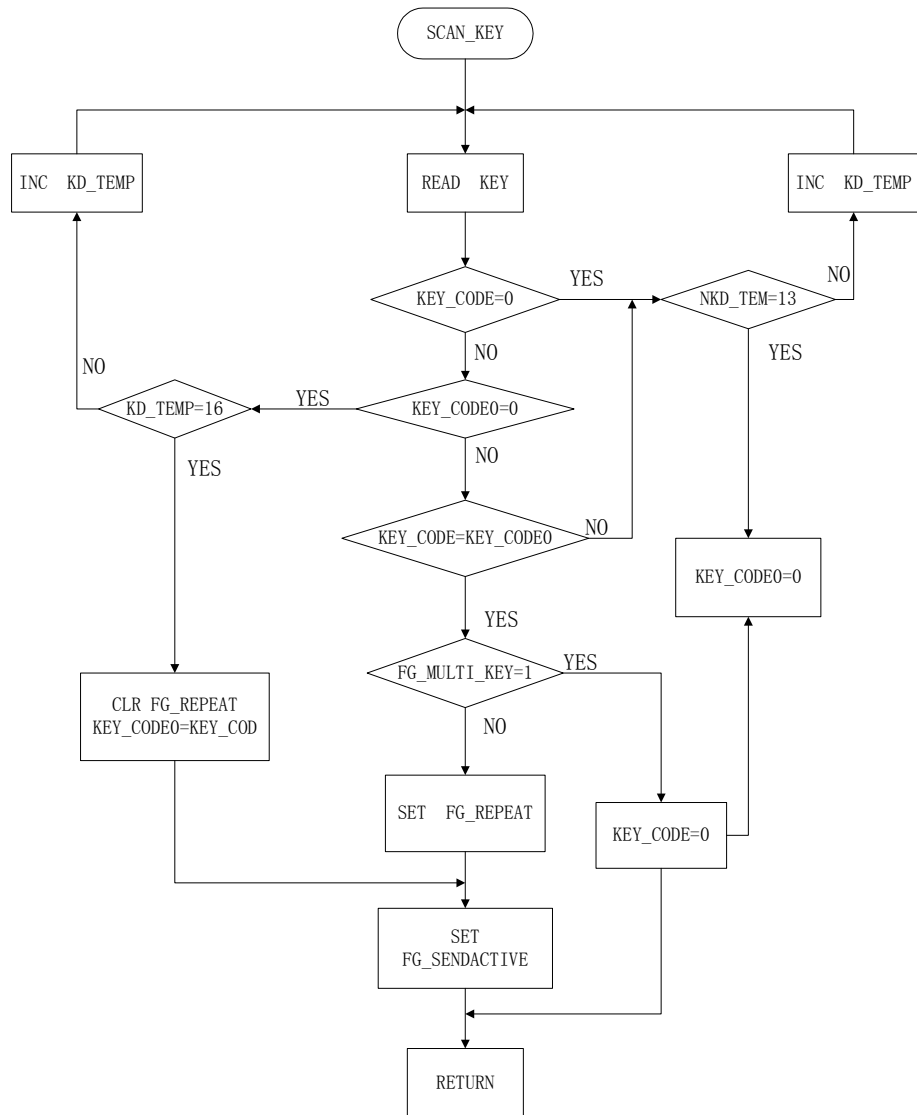 SCAN_KEY
INC KD_TEMP
READ KEY
INC KD_TEMP
KEY_CODE=0
YES
NKD_TEM=13
NO
NO
YES
NO
KD_TEMP=16
YES
KEY_CODE0=0
YES
NO
KEY_CODE=KEY_CODE0
NO
KEY_CODE0=0
YES
FG_MULTI_KEY=1
YES
CLR FG_REPEAT
KEY_CODE0=KEY_COD
NO
SET FG_REPEAT
KEY_CODE=0
SET
FG_SENDACTIVE
RETURN